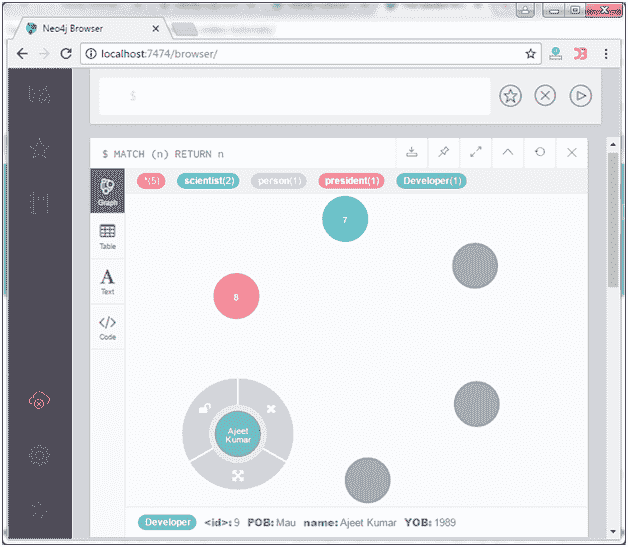 Neo4j Browser
localhost:7474/browser/
$
$ MATCH (n) RETURN n
Graph
*(5) scientist(2) person(1) president(1) Developer(1)
Table
Text
Code
7
8
Ajeet
Kumar
Developer <id>: 9 POB: Mau name: Ajeet Kumar YOB: 1989